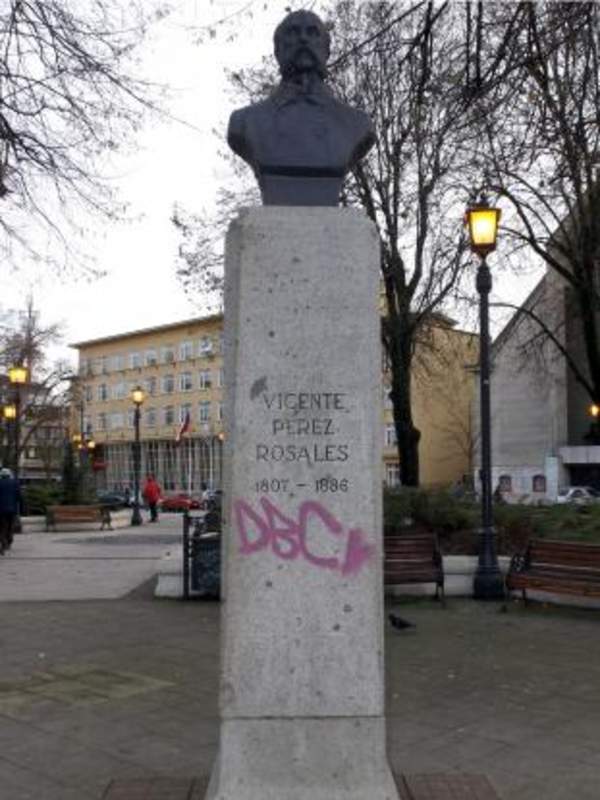 VICENTE
PEREZ
ROSALES
1807 - 1886
DBC